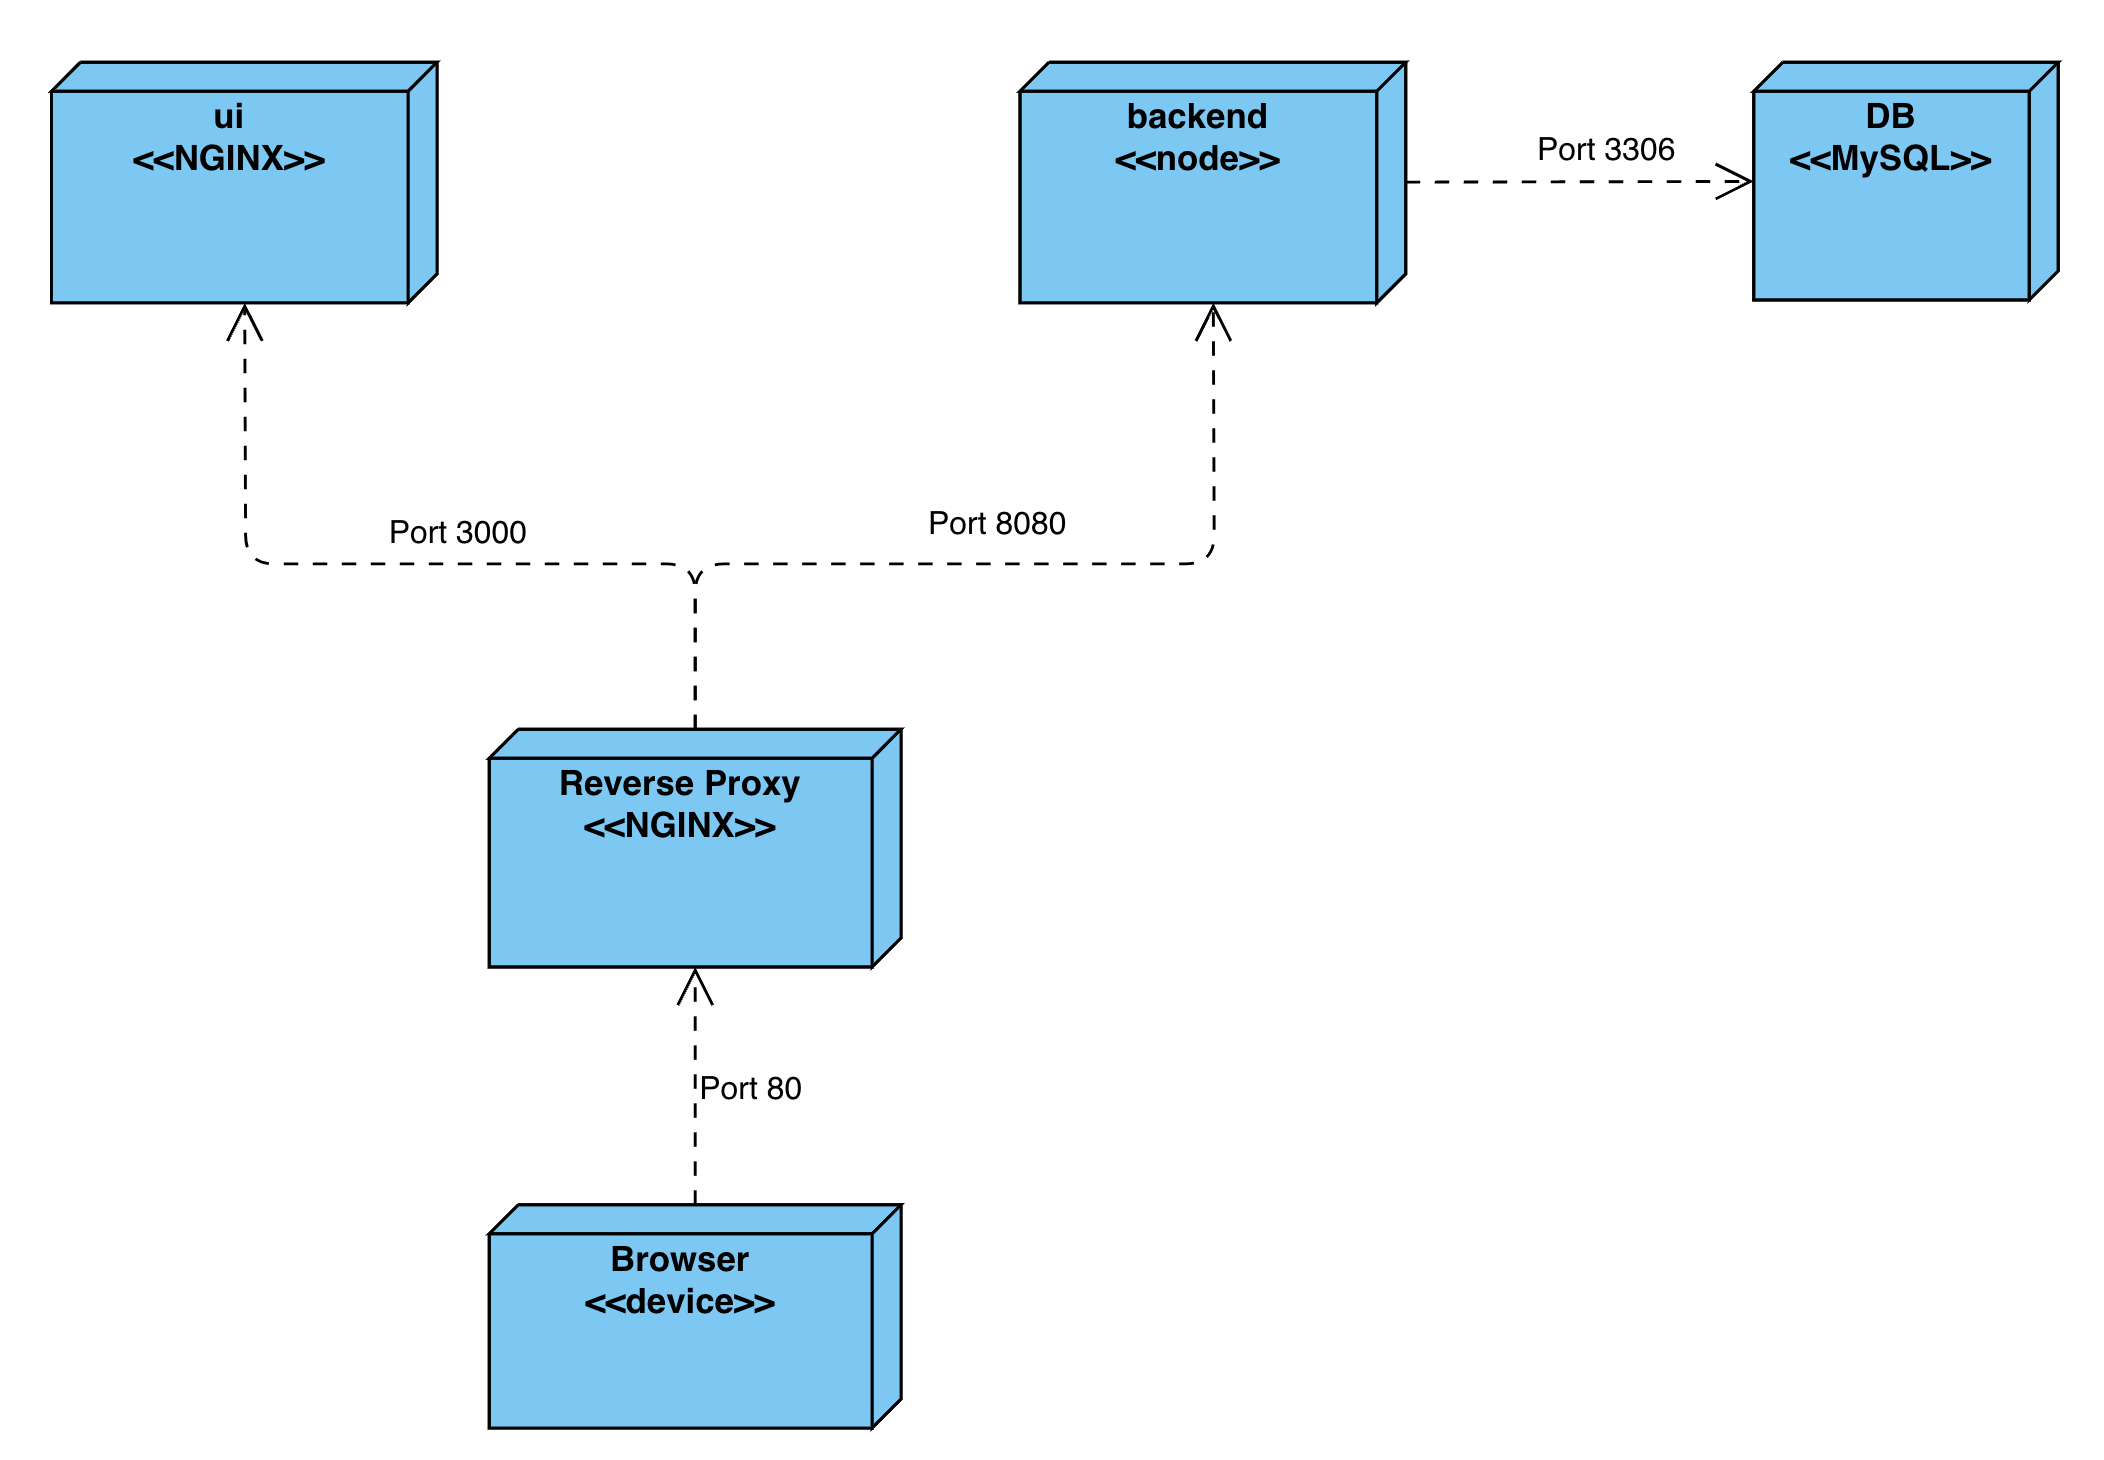 ui
<<NGINX>>
backend
<<node>>
Port 3306
DB
<<MySQL>>
Port 3000
Port 8080
Reverse Proxy
<<NGINX>>
Port 80
Browser
<<device>>